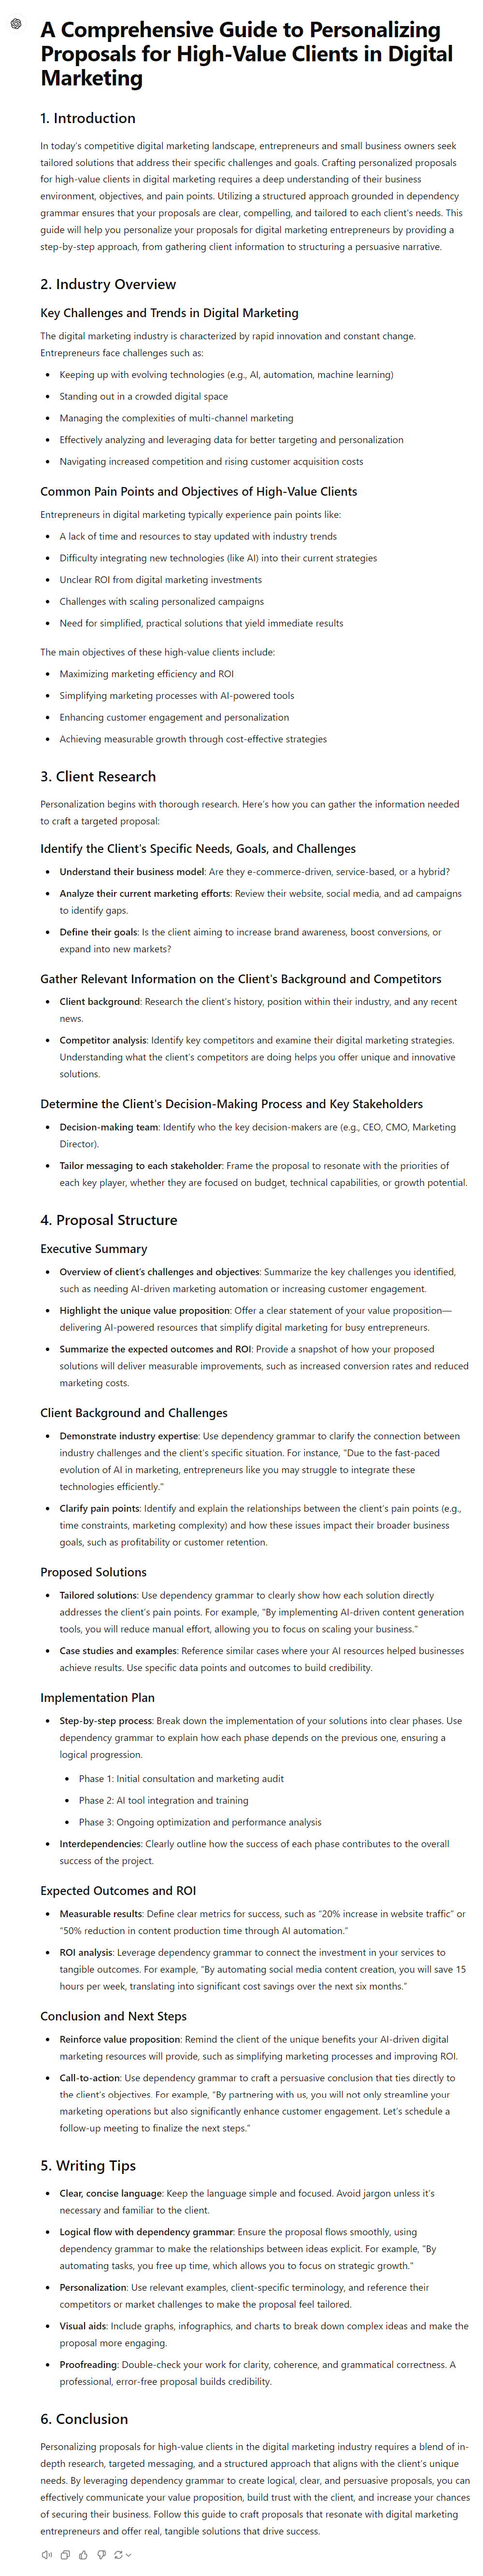 A Comprehensive Guide to Personalizing
Proposals for High-Value Clients in Digital
Marketing
1. Introduction
In today's competitive digital marketing landscape, entrepreneurs and small business owners seek
tailored solutions that address their specific challenges and goals. Crafting personalized proposals
for high-value clients in digital marketing requires a deep understanding of their business
environment, objectives, and pain points. Utilizing a structured approach grounded in dependency
grammar ensures that your proposals are clear, compelling, and tailored to each client's needs. This
guide will help you personalize your proposals for digital marketing entrepreneurs by providing a
step-by-step approach, from gathering client information to structuring a persuasive narrative.
2. Industry Overview
Key Challenges and Trends in Digital Marketing
The digital marketing industry is characterized by rapid innovation and constant change.
Entrepreneurs face challenges such as:
• Keeping up with evolving technologies (e.g., AI, automation, machine learning)
• Standing out in a crowded digital space
• Managing the complexities of multi-channel marketing
• Effectively analyzing and leveraging data for better targeting and personalization
• Navigating increased competition and rising customer acquisition costs
Common Pain Points and Objectives of High-Value Clients
Entrepreneurs in digital marketing typically experience pain points like:
• A lack of time and resources to stay updated with industry trends
• Difficulty integrating new technologies (like AI) into their current strategies
• Unclear ROI from digital marketing investments
• Challenges with scaling personalized campaigns
• Need for simplified, practical solutions that yield immediate results
The main objectives of these high-value clients include:
• Maximizing marketing efficiency and ROI
• Simplifying marketing processes with AI-powered tools
• Enhancing customer engagement and personalization
• Achieving measurable growth through cost-effective strategies
3. Client Research
Personalization begins with thorough research. Here's how you can gather the information needed
to craft a targeted proposal:
Identify the Client's Specific Needs, Goals, and Challenges
• Understand their business model: Are they e-commerce-driven, service-based, or a hybrid?
• Analyze their current marketing efforts: Review their website, social media, and ad campaigns
to identify gaps.
• Define their goals: Is the client aiming to increase brand awareness, boost conversions, or
expand into new markets?
Gather Relevant Information on the Client's Background and Competitors
• Client background: Research the client's history, position within their industry, and any recent
news.
• Competitor analysis: Identify key competitors and examine their digital marketing strategies.
Understanding what the client's competitors are doing helps you offer unique and innovative
solutions.
Determine the Client's Decision-Making Process and Key Stakeholders
• Decision-making team: Identify who the key decision-makers are (e.g., CEO, CMO, Marketing
Director).
• Tailor messaging to each stakeholder: Frame the proposal to resonate with the priorities of
each key player, whether they are focused on budget, technical capabilities, or growth potential.
4. Proposal Structure
Executive Summary
• Overview of client's challenges and objectives: Summarize the key challenges you identified,
such as needing AI-driven marketing automation or increasing customer engagement.
• Highlight the unique value proposition: Offer a clear statement of your value proposition—
delivering AI-powered resources that simplify digital marketing for busy entrepreneurs.
• Summarize the expected outcomes and ROI: Provide a snapshot of how your proposed
solutions will deliver measurable improvements, such as increased conversion rates and reduced
marketing costs.
Client Background and Challenges
• Demonstrate industry expertise: Use dependency grammar to clarify the connection between
industry challenges and the client's specific situation. For instance, "Due to the fast-paced
evolution of AI in marketing, entrepreneurs like you may struggle to integrate these
technologies efficiently."
• Clarify pain points: Identify and explain the relationships between the client's pain points (e.g.,
time constraints, marketing complexity) and how these issues impact their broader business
goals, such as profitability or customer retention.
Proposed Solutions
• Tailored solutions: Use dependency grammar to clearly show how each solution directly
addresses the client's pain points. For example, "By implementing AI-driven content generation
tools, you will reduce manual effort, allowing you to focus on scaling your business."
• Case studies and examples: Reference similar cases where your AI resources helped businesses
achieve results. Use specific data points and outcomes to build credibility.
Implementation Plan
• Step-by-step process: Break down the implementation of your solutions into clear phases. Use
dependency grammar to explain how each phase depends on the previous one, ensuring a
logical progression.
• Phase 1: Initial consultation and marketing audit
• Phase 2: AI tool integration and training
• Phase 3: Ongoing optimization and performance analysis
• Interdependencies: Clearly outline how the success of each phase contributes to the overall
success of the project.
Expected Outcomes and ROI
• Measurable results: Define clear metrics for success, such as "20% increase in website traffic" or
"50% reduction in content production time through AI automation."
• ROI analysis: Leverage dependency grammar to connect the investment in your services to
tangible outcomes. For example, "By automating social media content creation, you will save 15
hours per week, translating into significant cost savings over the next six months."
Conclusion and Next Steps
• Reinforce value proposition: Remind the client of the unique benefits your AI-driven digital
marketing resources will provide, such as simplifying marketing processes and improving ROI.
• Call-to-action: Use dependency grammar to craft a persuasive conclusion that ties directly to
the client's objectives. For example, "By partnering with us, you will not only streamline your
marketing operations but also significantly enhance customer engagement. Let's schedule a
follow-up meeting to finalize the next steps."
5. Writing Tips
• Clear, concise language: Keep the language simple and focused. Avoid jargon unless it's
necessary and familiar to the client.
• Logical flow with dependency grammar: Ensure the proposal flows smoothly, using
dependency grammar to make the relationships between ideas explicit. For example, "By
automating tasks, you free up time, which allows you to focus on strategic growth."
• Personalization: Use relevant examples, client-specific terminology, and reference their
competitors or market challenges to make the proposal feel tailored.
• Visual aids: Include graphs, infographics, and charts to break down complex ideas and make the
proposal more engaging.
• Proofreading: Double-check your work for clarity, coherence, and grammatical correctness. A
professional, error-free proposal builds credibility.
6. Conclusion
Personalizing proposals for high-value clients in the digital marketing industry requires a blend of in-
depth research, targeted messaging, and a structured approach that aligns with the client's unique
needs. By leveraging dependency grammar to create logical, clear, and persuasive proposals, you can
effectively communicate your value proposition, build trust with the client, and increase your chances
of securing their business. Follow this guide to craft proposals that resonate with digital marketing
entrepreneurs and offer real, tangible solutions that drive success.